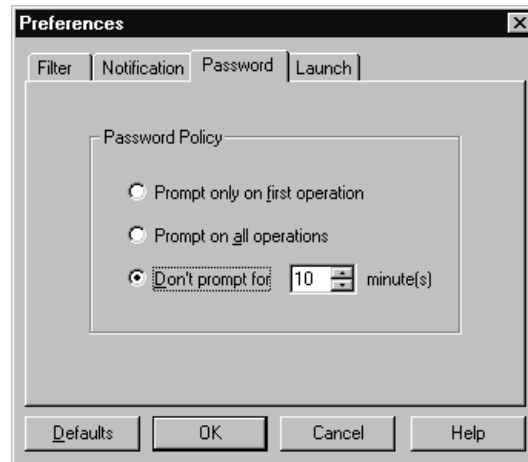 Preferences
Filter Notification Password Launch
Password Policy
Prompt only on first operation
Prompt on all operations
Don't prompt for 10 minute(s)
Defaults OK Cancel Help